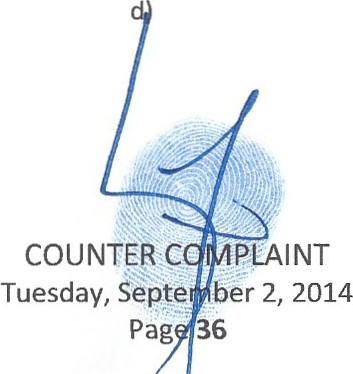 d)
COUNTER COMPLAINT
Tuesday, September 2, 2014
Page 36